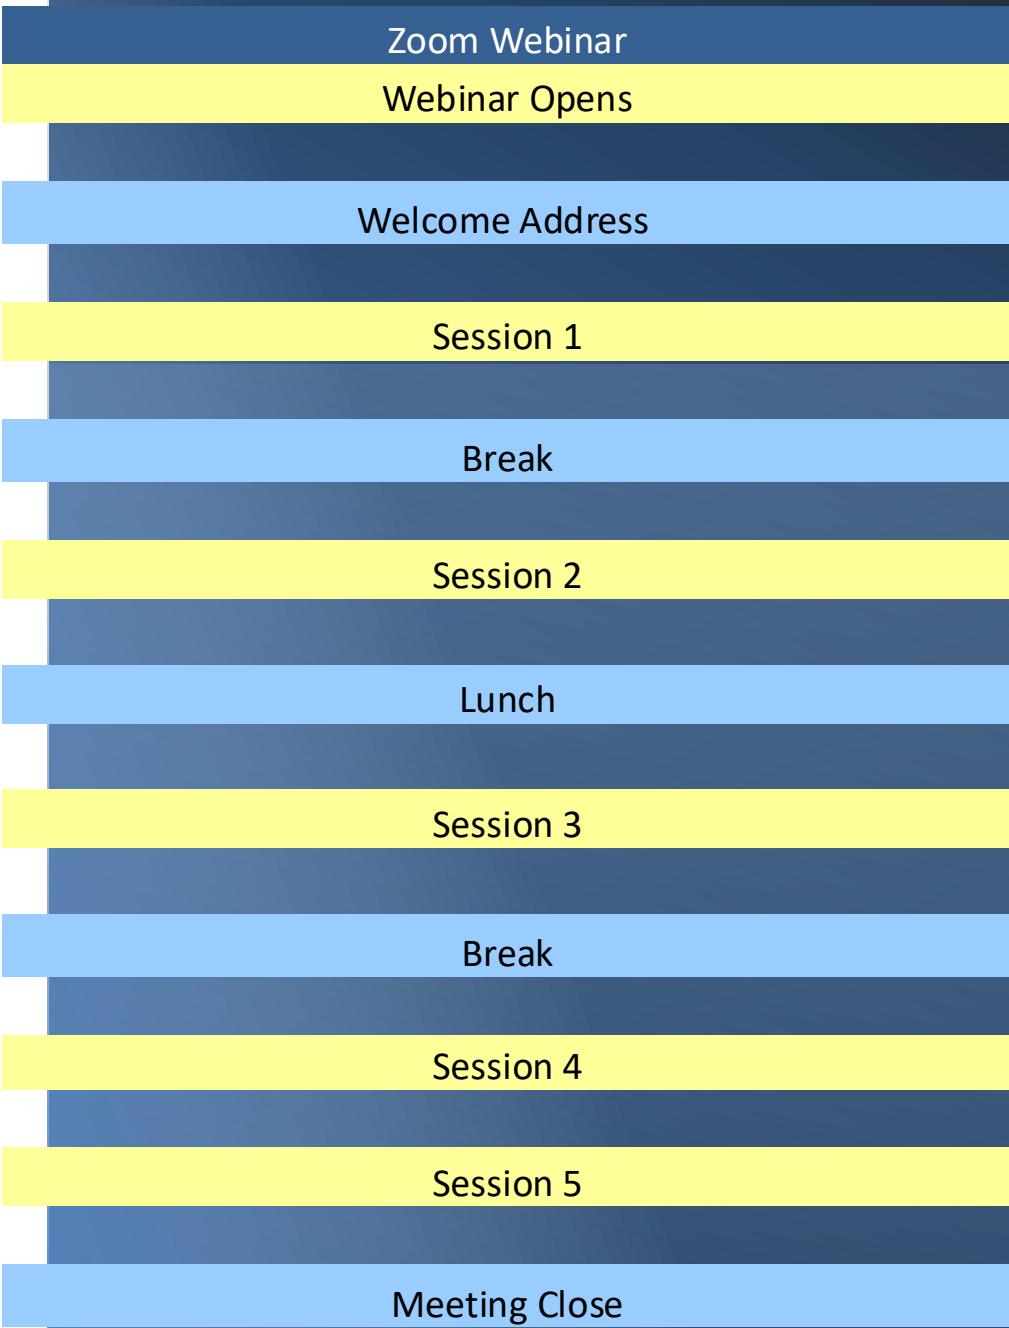 Zoom Webinar
Webinar Opens
Welcome Address
Session 1
Break
Session 2
Lunch
Session 3
Break
Session 4
Session 5
Meeting Close